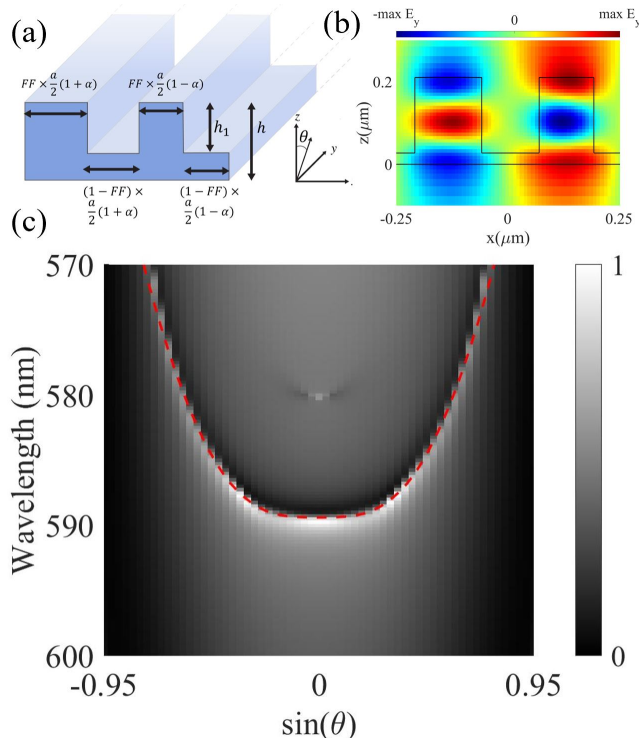 (a)
FF × a/2 (1 + α)
FF × a/2 (1 − α)
h₁
h
z
θ
y
(1 − FF) ×
a/2 (1 + α)
(1 − FF) ×
a/2 (1 − α)
(b)
-max E_y
0
max E_y
z(μm)
0.2
0
-0.25
0
0.25
x(μm)
(c)
Wavelength (nm)
570
580
590
600
-0.95
0
0.95
sin(θ)
1
0